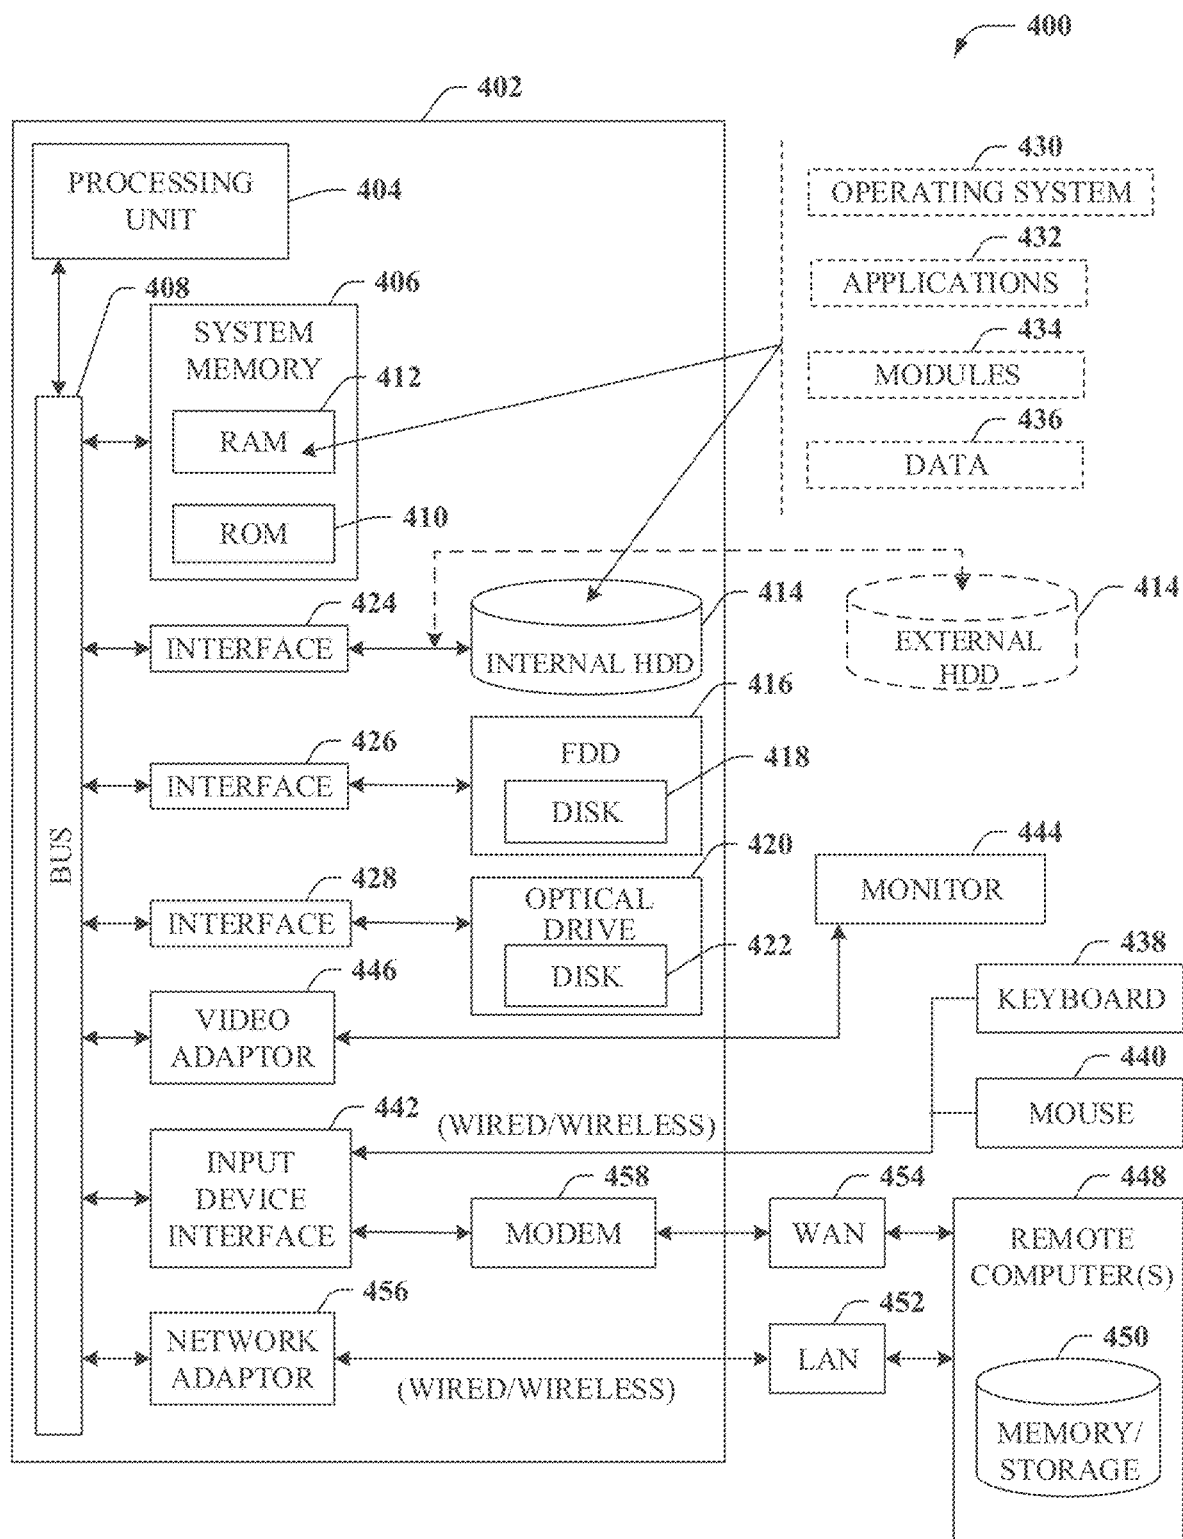 400
402
PROCESSING
UNIT
404
430
OPERATING SYSTEM
408
406
SYSTEM
MEMORY
432
APPLICATIONS
412
RAM
434
MODULES
410
ROM
436
DATA
424
INTERFACE
414
INTERNAL HDD
414
EXTERNAL
HDD
426
INTERFACE
416
FDD
418
DISK
BUS
428
INTERFACE
420
OPTICAL
DRIVE
422
DISK
444
MONITOR
446
VIDEO
ADAPTOR
438
KEYBOARD
440
MOUSE
442
INPUT
DEVICE
INTERFACE
(WIRED/WIRELESS)
458
MODEM
454
WAN
448
REMOTE
COMPUTER(S)
456
NETWORK
ADAPTOR
(WIRED/WIRELESS)
452
LAN
450
MEMORY/
STORAGE